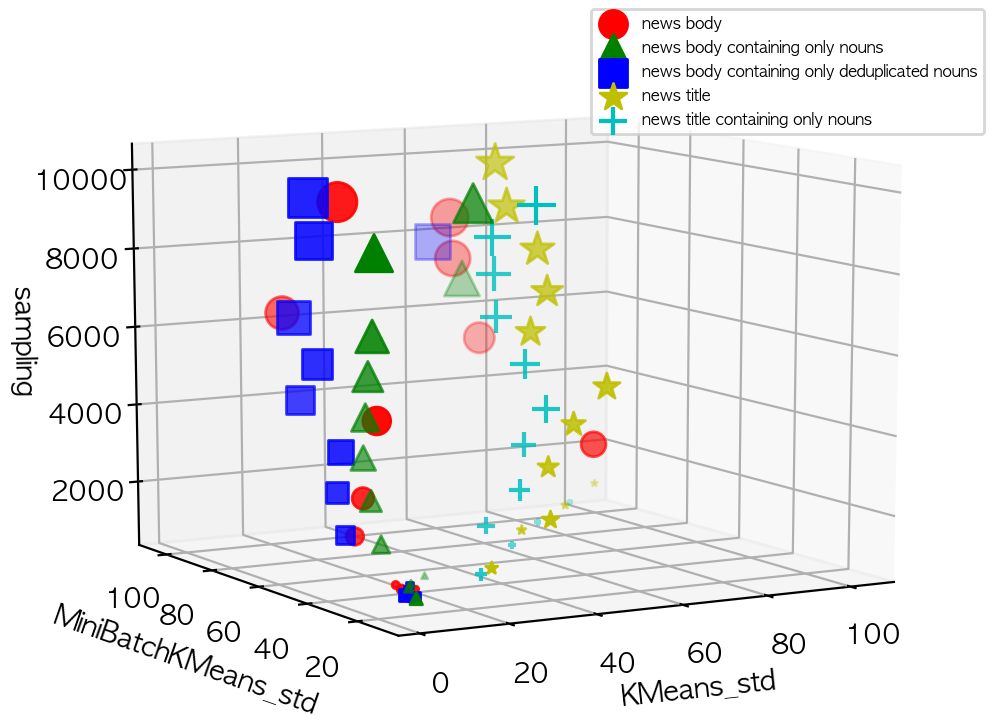 news body
news body containing only nouns
news body containing only deduplicated nouns
news title
news title containing only nouns
10000
8000
6000
4000
2000
sampling
100
80
60
40
20
MiniBatchKMeans_std
0
20
40
60
80
100
KMeans_std